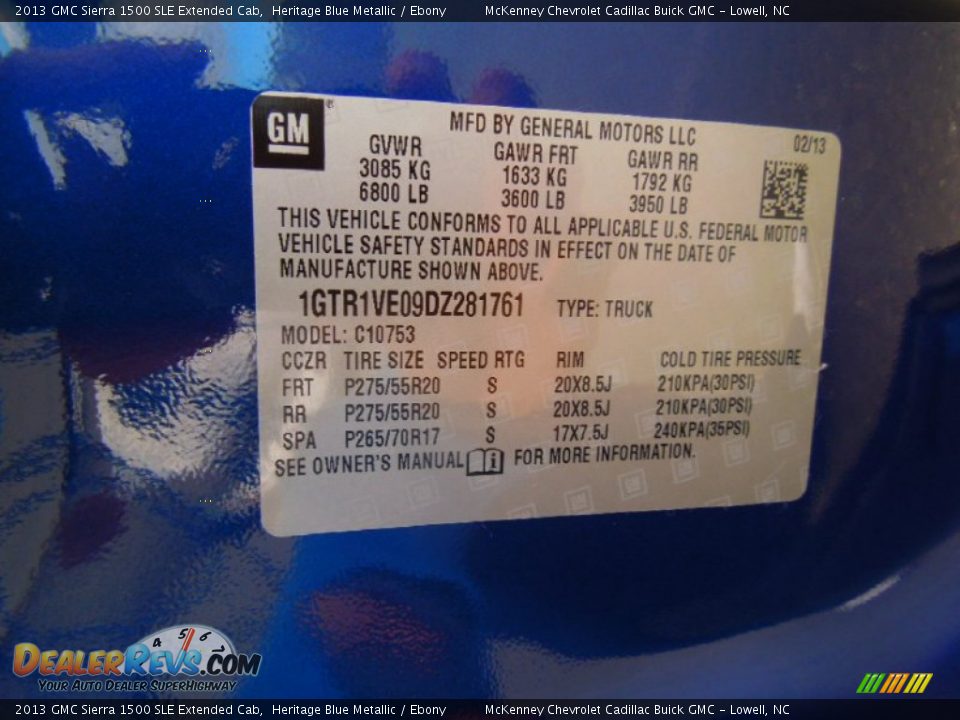 2013 GMC Sierra 1500 SLE Extended Cab, Heritage Blue Metallic / Ebony McKenney Chevrolet Cadillac Buick GMC - Lowell, NC
GM ®
MFD BY GENERAL MOTORS LLC 02/13
GVWR GAWR FRT GAWR RR
3085 KG 1633 KG 1792 KG
6800 LB 3600 LB 3950 LB
THIS VEHICLE CONFORMS TO ALL APPLICABLE U.S. FEDERAL MOTOR
VEHICLE SAFETY STANDARDS IN EFFECT ON THE DATE OF
MANUFACTURE SHOWN ABOVE.
1GTR1VE09DZ281761 TYPE: TRUCK
MODEL: C10753
CCZR TIRE SIZE SPEED RTG RIM COLD TIRE PRESSURE
FRT P275/55R20 S 20X8.5J 210KPA(30PSI)
RR P275/55R20 S 20X8.5J 210KPA(30PSI)
SPA P265/70R17 S 17X7.5J 240KPA(35PSI)
SEE OWNER'S MANUAL i FOR MORE INFORMATION.
4 5 6
DEALERREVS.COM
YOUR AUTO DEALER SUPERHIGHWAY
2013 GMC Sierra 1500 SLE Extended Cab, Heritage Blue Metallic / Ebony McKenney Chevrolet Cadillac Buick GMC - Lowell, NC